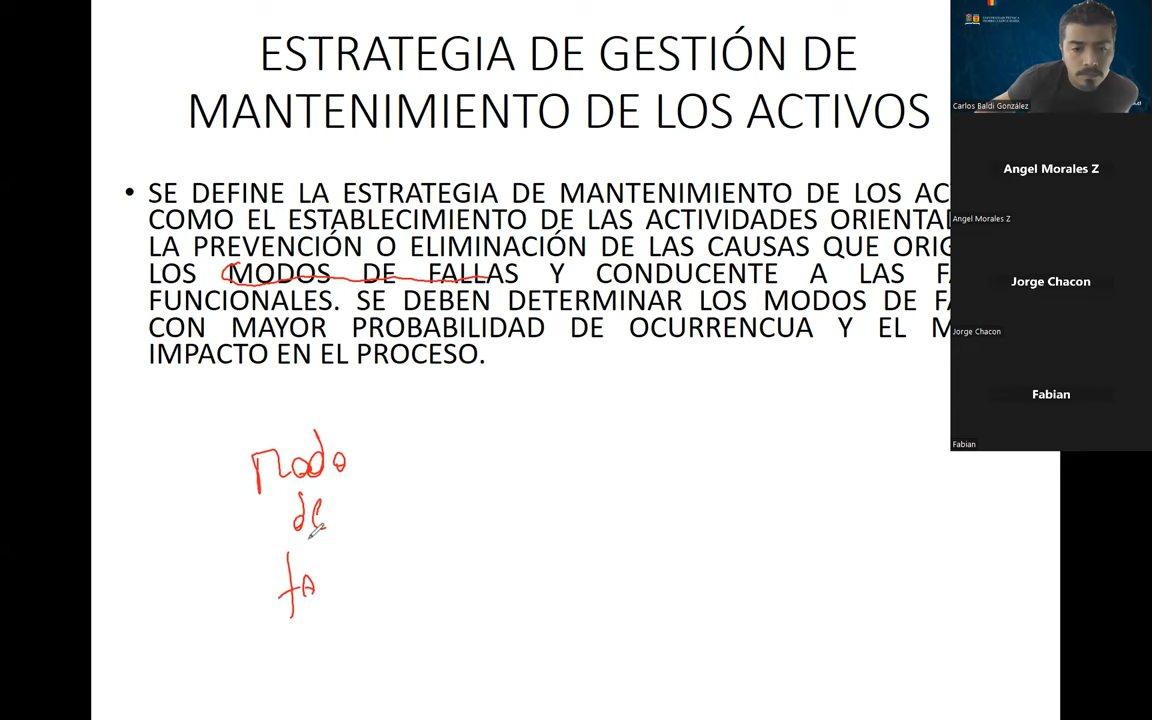 ESTRATEGIA DE GESTIÓN DE
MANTENIMIENTO DE LOS ACTIVOS
• SE DEFINE LA ESTRATEGIA DE MANTENIMIENTO DE LOS AC
COMO EL ESTABLECIMIENTO DE LAS ACTIVIDADES ORIENTAD
LA PREVENCIÓN O ELIMINACIÓN DE LAS CAUSAS QUE ORIG
LOS MODOS DE FALLAS Y CONDUCENTE A LAS FA
FUNCIONALES. SE DEBEN DETERMINAR LOS MODOS DE FA
CON MAYOR PROBABILIDAD DE OCURRENCUA Y EL M
IMPACTO EN EL PROCESO.
Modo
de
fa
Carlos Baldi González
Angel Morales Z
Angel Morales Z
Jorge Chacon
Jorge Chacon
Fabian
Fabian